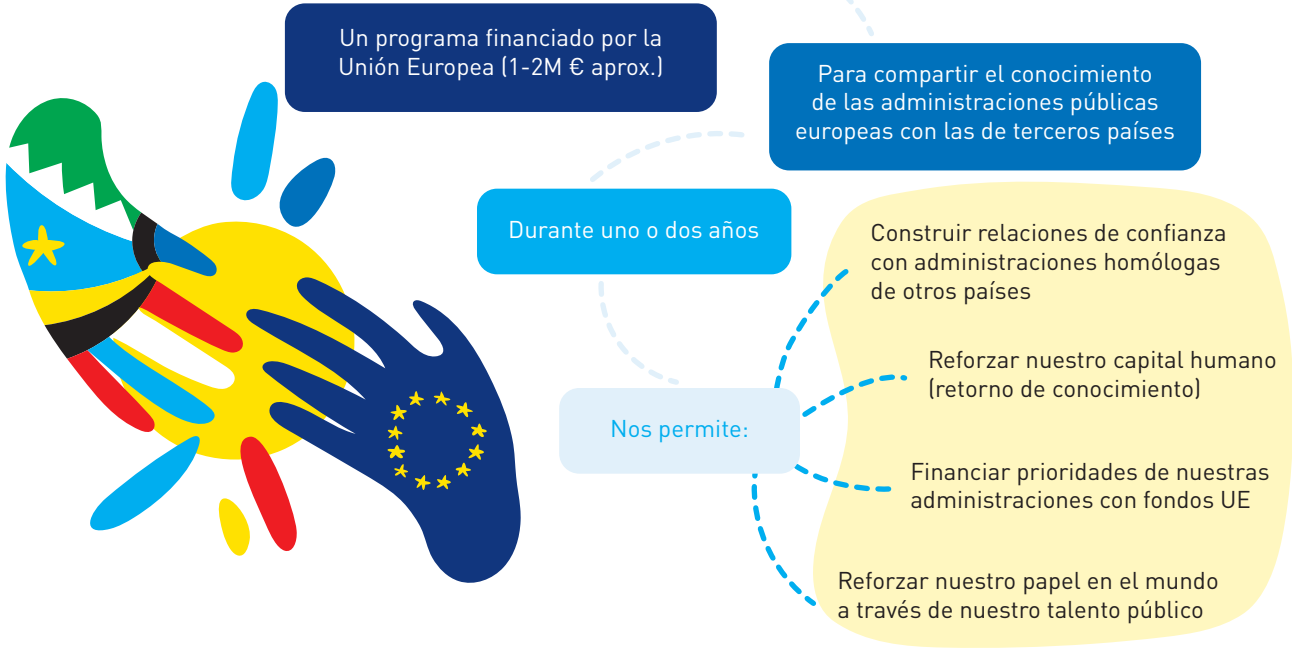 Un programa financiado por la
Unión Europea (1-2M € aprox.)
Para compartir el conocimiento
de las administraciones públicas
europeas con las de terceros países
Durante uno o dos años
Nos permite:
Construir relaciones de confianza
con administraciones homólogas
de otros países
Reforzar nuestro capital humano
(retorno de conocimiento)
Financiar prioridades de nuestras
administraciones con fondos UE
Reforzar nuestro papel en el mundo
a través de nuestro talento público